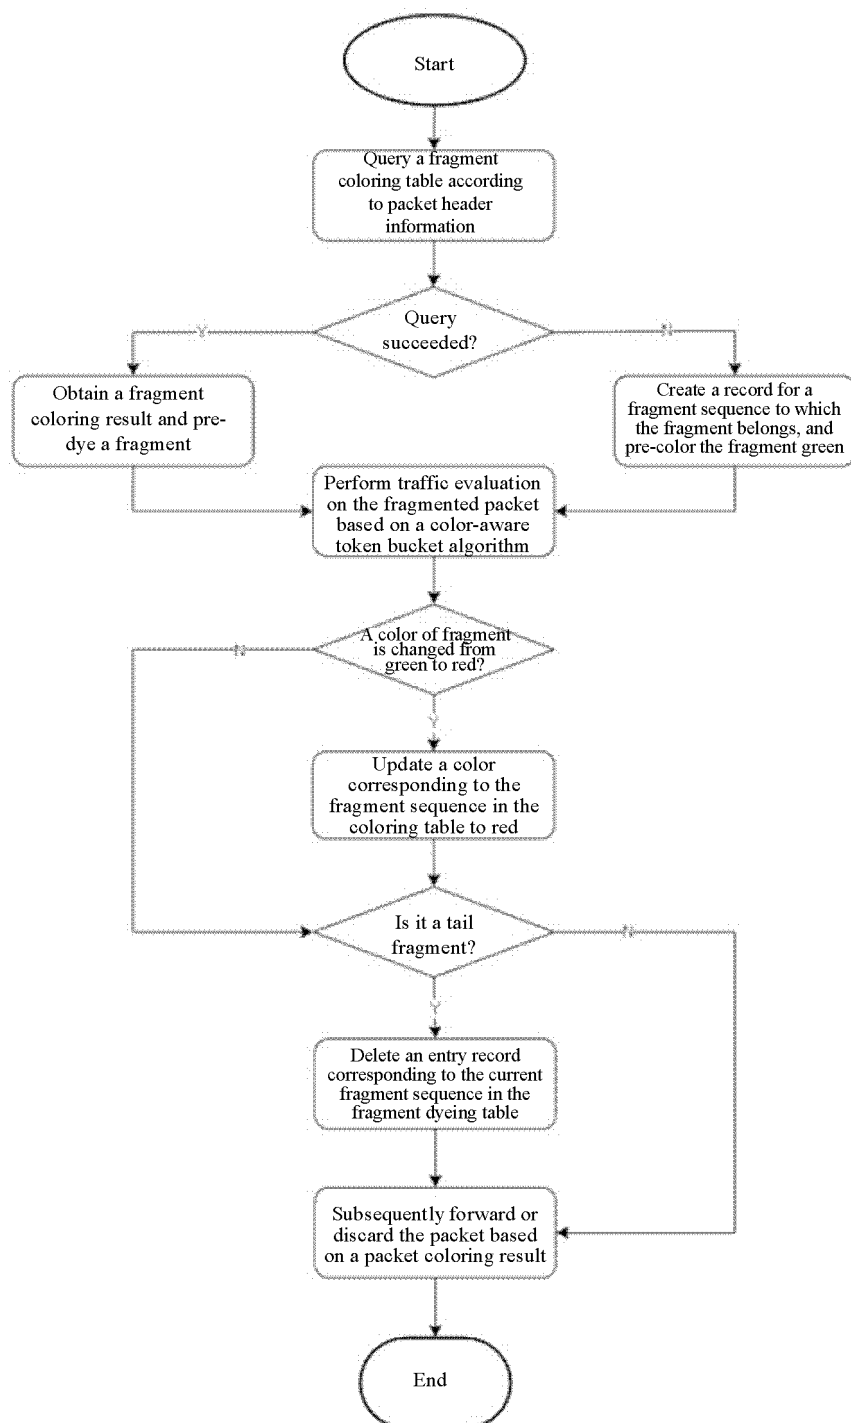 Start
Query a fragment
coloring table according
to packet header
information
Query
succeeded?
Y
N
Obtain a fragment
coloring result and pre-
dye a fragment
Create a record for a
fragment sequence to which
the fragment belongs, and
pre-color the fragment green
Perform traffic evaluation
on the fragmented packet
based on a color-aware
token bucket algorithm
A color of fragment
is changed from
green to red?
N
Y
Update a color
corresponding to the
fragment sequence in the
coloring table to red
Is it a tail
fragment?
N
Y
Delete an entry record
corresponding to the current
fragment sequence in the
fragment dyeing table
Subsequently forward or
discard the packet based
on a packet coloring result
End